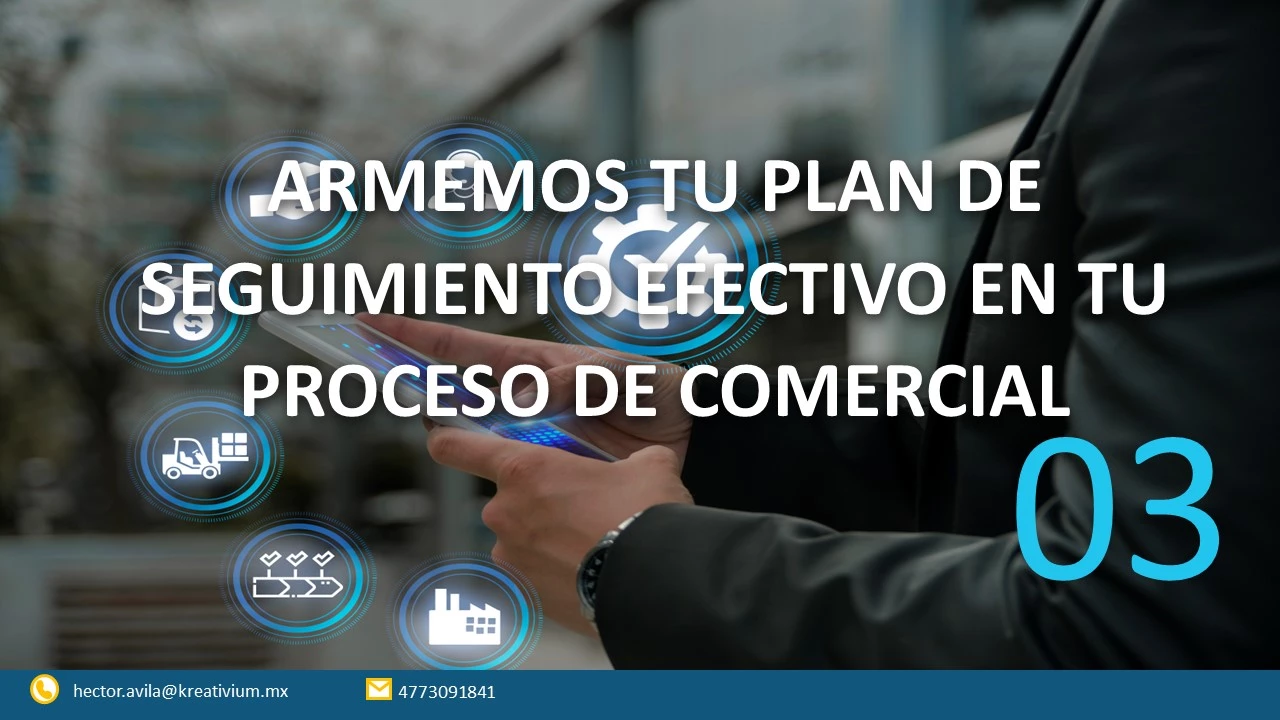 ARMEMOS TU PLAN DE
SEGUIMIENTO EFECTIVO EN TU
PROCESO DE COMERCIAL
03
hector.avila@kreativium.mx 4773091841